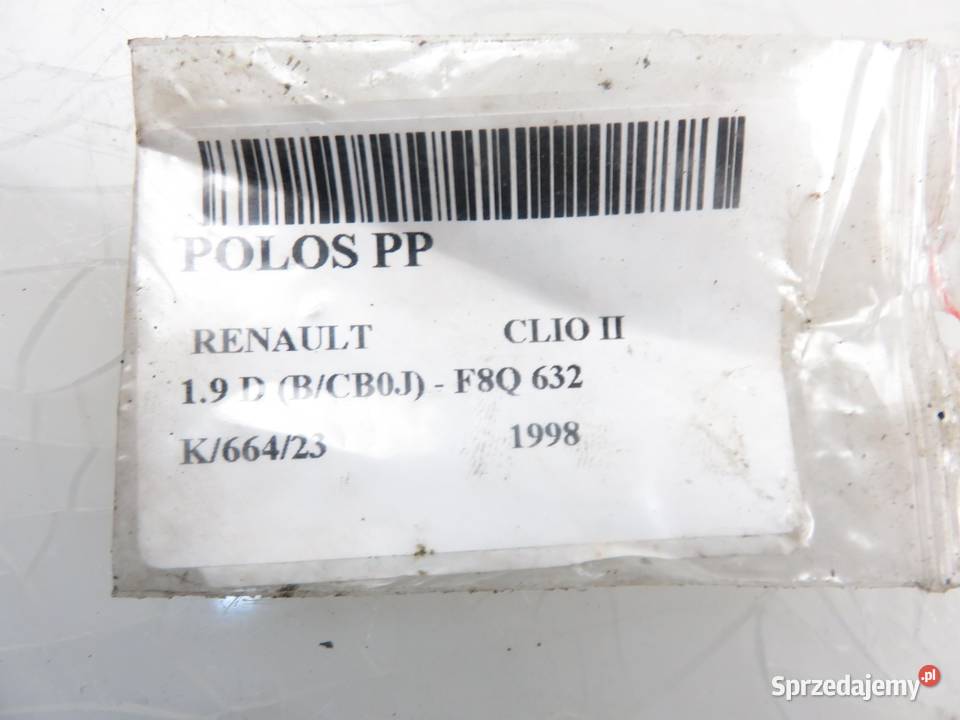 POLOS PP
RENAULT CLIO II
1.9 D (B/CB0J) - F8Q 632
K/664/23 1998
Sprzedajemy.pl